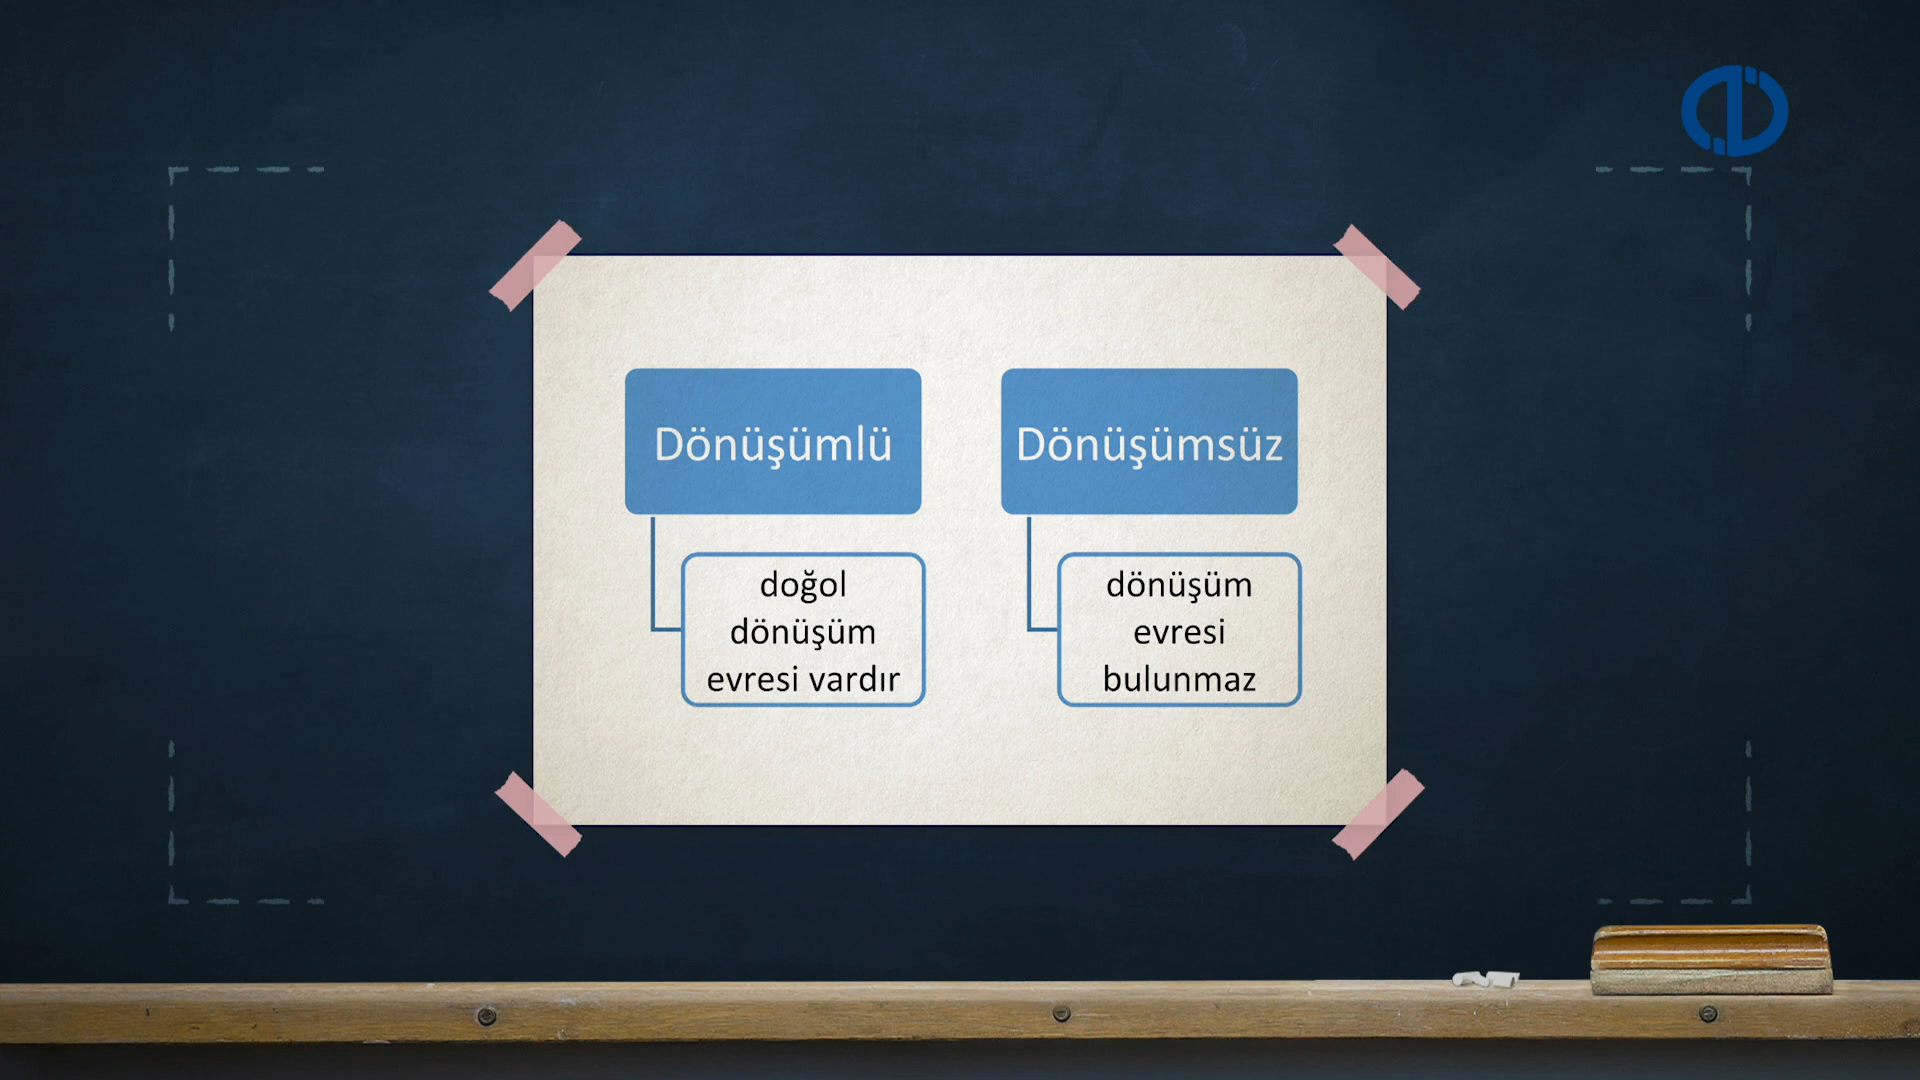 Dönüşümlü
doğol
dönüşüm
evresi vardır
Dönüşümsüz
dönüşüm
evresi
bulunmaz